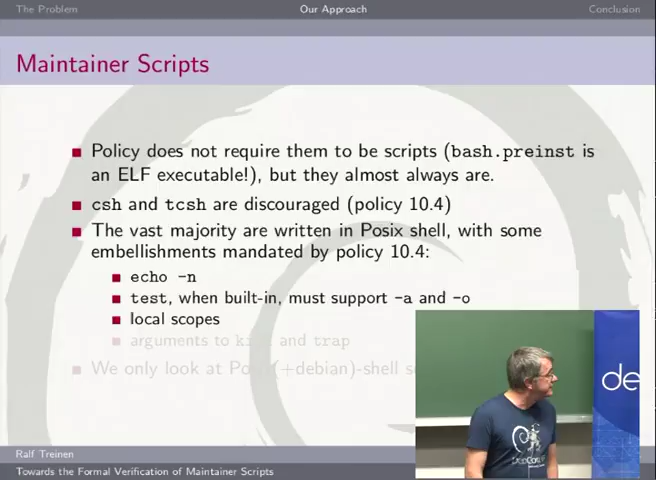 The Problem
Our Approach
Conclusion
Maintainer Scripts
Policy does not require them to be scripts (bash.preinst is
an ELF executable!), but they almost always are.
csh and tcsh are discouraged (policy 10.4)
The vast majority are written in Posix shell, with some
embellishments mandated by policy 10.4:
echo -n
test, when built-in, must support -a and -o
local scopes
arguments to kill and trap
We only look at Posix(+debian)-shell
de
Ralf Treinen
Towards the Formal Verification of Maintainer Scripts